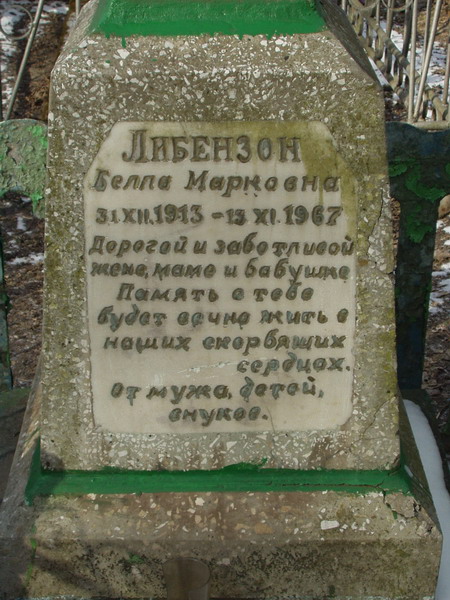 Либензон
Белла Марковна
31.XII.1913 – 13.XI.1967
Дорогой и заботливой
жене, маме и бабушке
Память о тебе
будет вечно жить в
наших скорбящих
сердцах.
От мужа, детей,
внуков.